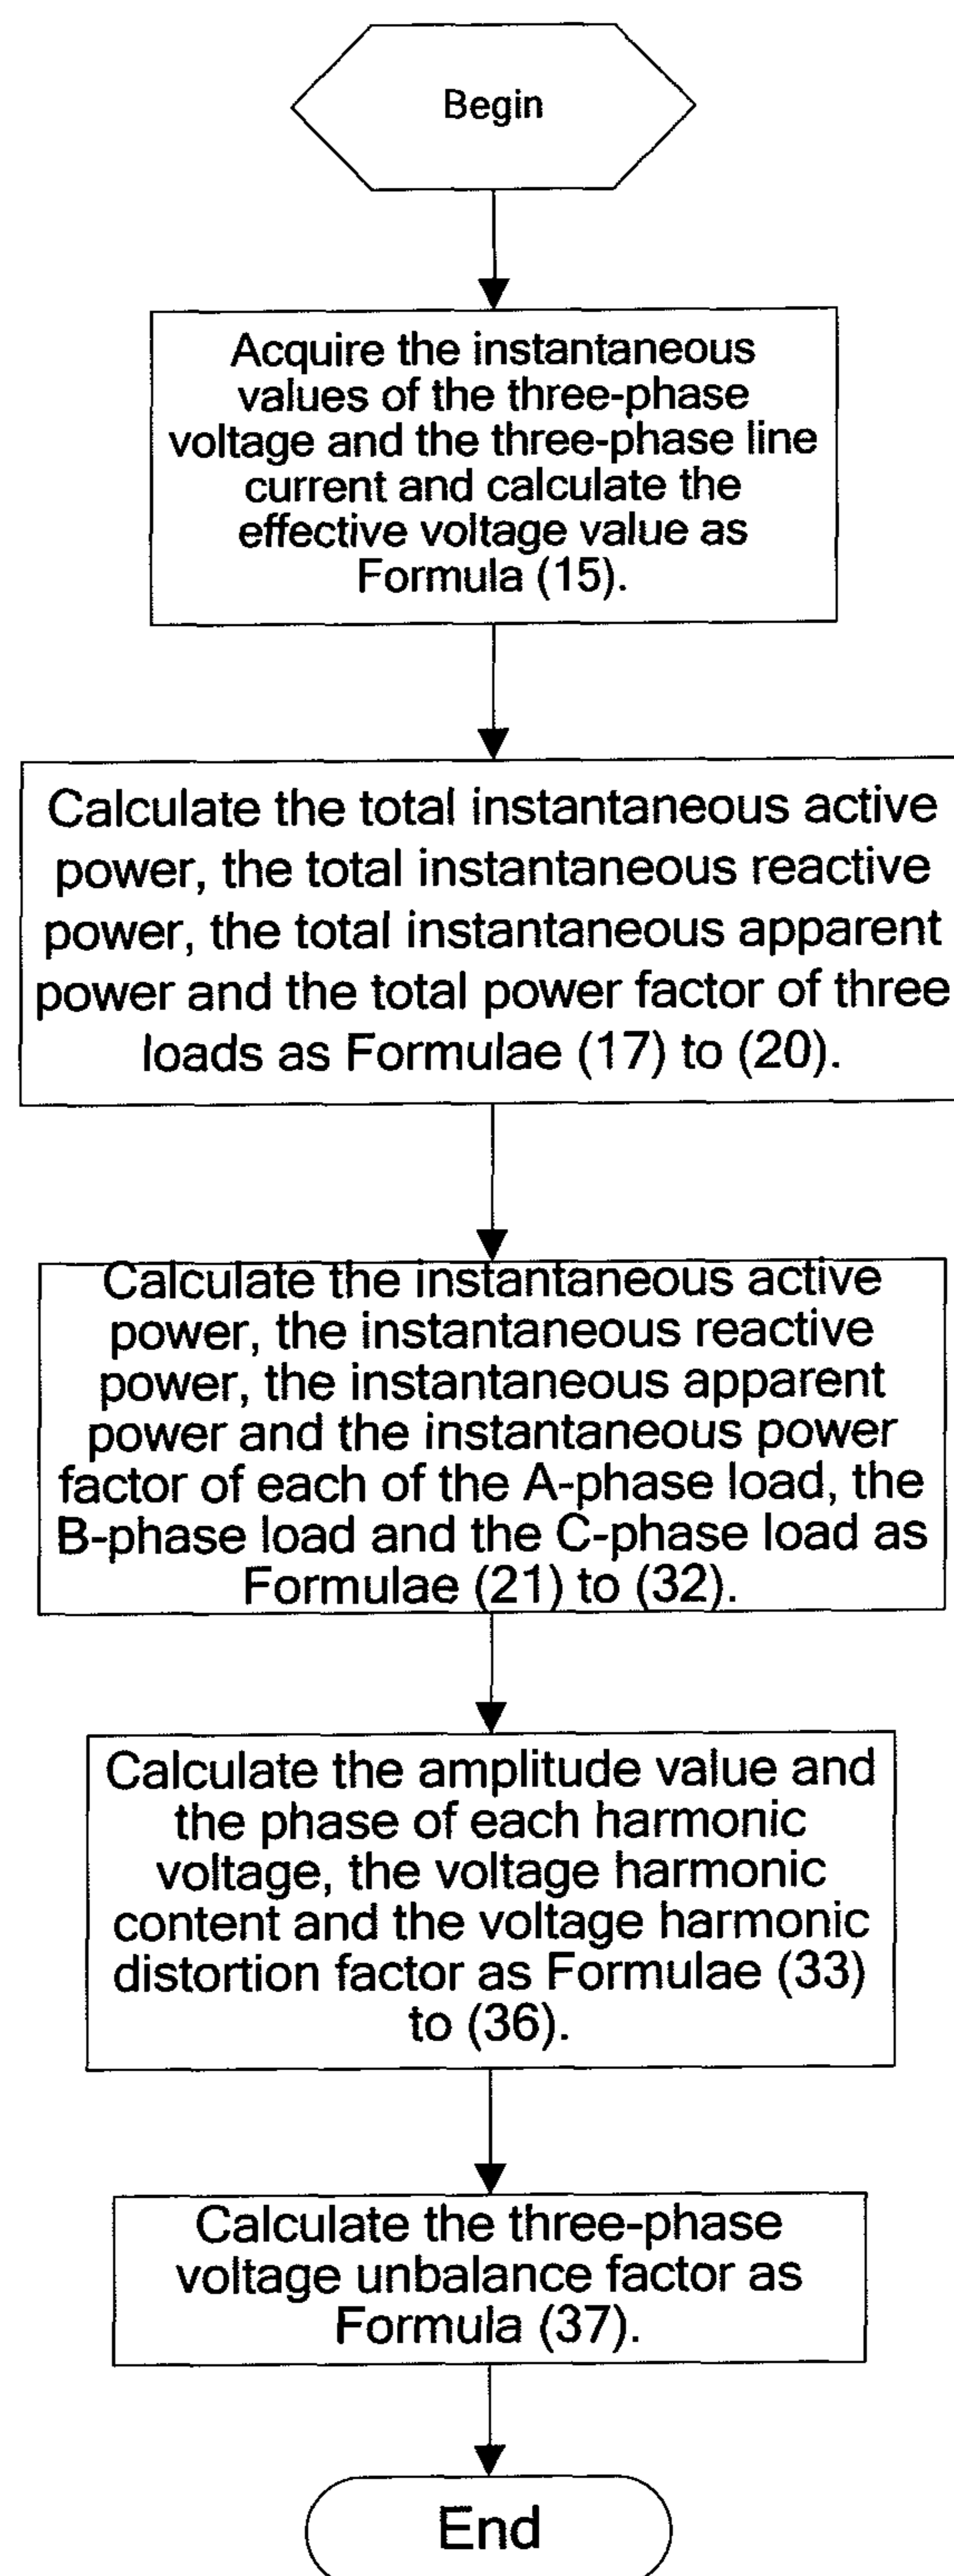 Begin
Acquire the instantaneous
values of the three-phase
voltage and the three-phase line
current and calculate the
effective voltage value as
Formula (15).
Calculate the total instantaneous active
power, the total instantaneous reactive
power, the total instantaneous apparent
power and the total power factor of three
loads as Formulae (17) to (20).
Calculate the instantaneous active
power, the instantaneous reactive
power, the instantaneous apparent
power and the instantaneous power
factor of each of the A-phase load, the
B-phase load and the C-phase load as
Formulae (21) to (32).
Calculate the amplitude value and
the phase of each harmonic
voltage, the voltage harmonic
content and the voltage harmonic
distortion factor as Formulae (33)
to (36).
Calculate the three-phase
voltage unbalance factor as
Formula (37).
End